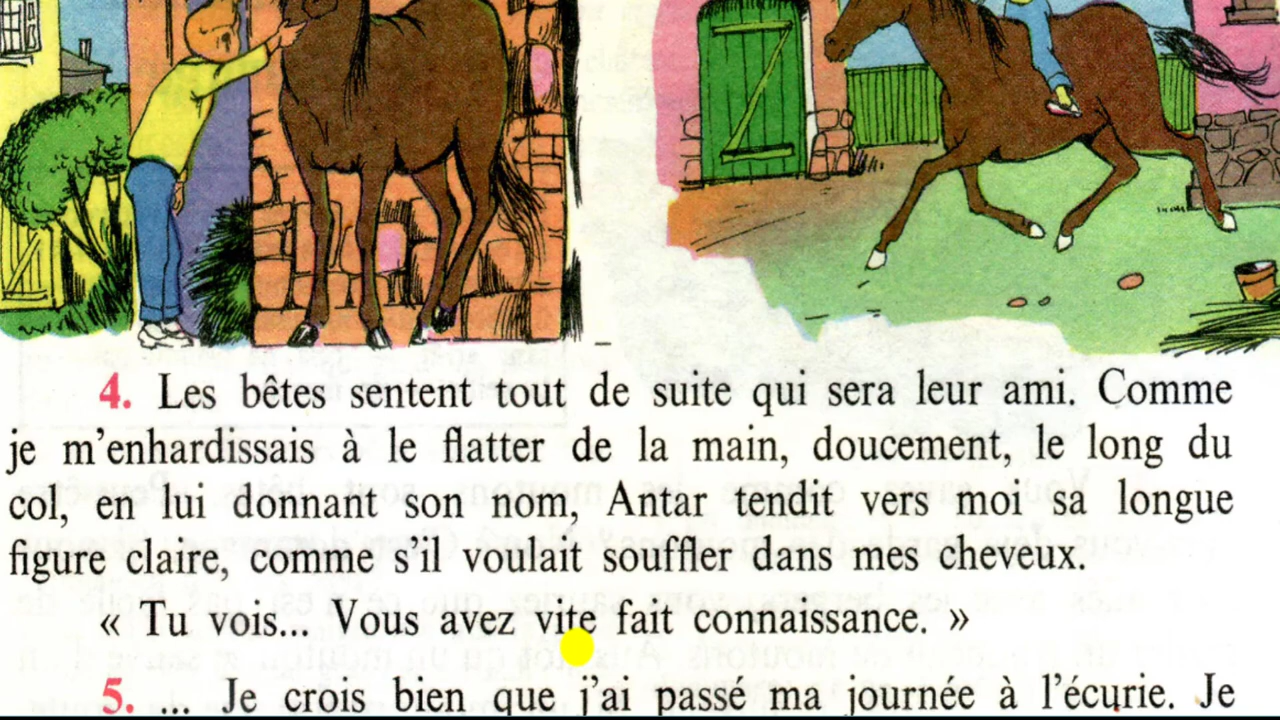 4. Les bêtes sentent tout de suite qui sera leur ami. Comme
je m'enhardissais à le flatter de la main, doucement, le long du
col, en lui donnant son nom, Antar tendit vers moi sa longue
figure claire, comme s'il voulait souffler dans mes cheveux.
« Tu vois... Vous avez vite fait connaissance. »
5. ... Je crois bien que j'ai passé ma journée à l'écurie. Je